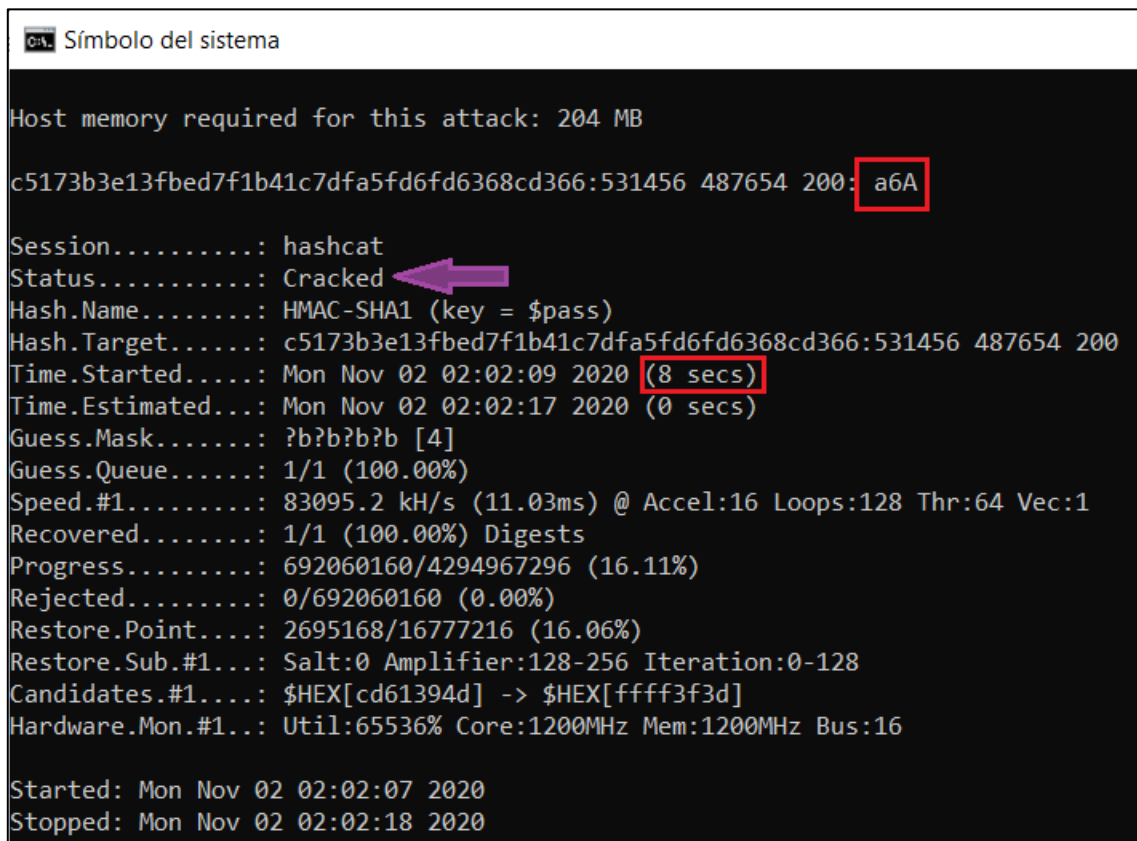 Símbolo del sistema
Host memory required for this attack: 204 MB
c5173b3e13fbed7f1b41c7dfa5fd6fd6368cd366:531456 487654 200: a6A
Session..........: hashcat
Status...........: Cracked
Hash.Name........: HMAC-SHA1 (key = $pass)
Hash.Target......: c5173b3e13fbed7f1b41c7dfa5fd6fd6368cd366:531456 487654 200
Time.Started.....: Mon Nov 02 02:02:09 2020 (8 secs)
Time.Estimated...: Mon Nov 02 02:02:17 2020 (0 secs)
Guess.Mask.......: ?b?b?b?b [4]
Guess.Queue......: 1/1 (100.00%)
Speed.#1.........: 83095.2 kH/s (11.03ms) @ Accel:16 Loops:128 Thr:64 Vec:1
Recovered........: 1/1 (100.00%) Digests
Progress.........: 692060160/4294967296 (16.11%)
Rejected.........: 0/692060160 (0.00%)
Restore.Point....: 2695168/16777216 (16.06%)
Restore.Sub.#1...: Salt:0 Amplifier:128-256 Iteration:0-128
Candidates.#1....: $HEX[cd61394d] -> $HEX[ffff3f3d]
Hardware.Mon.#1..: Util:65536% Core:1200MHz Mem:1200MHz Bus:16
Started: Mon Nov 02 02:02:07 2020
Stopped: Mon Nov 02 02:02:18 2020